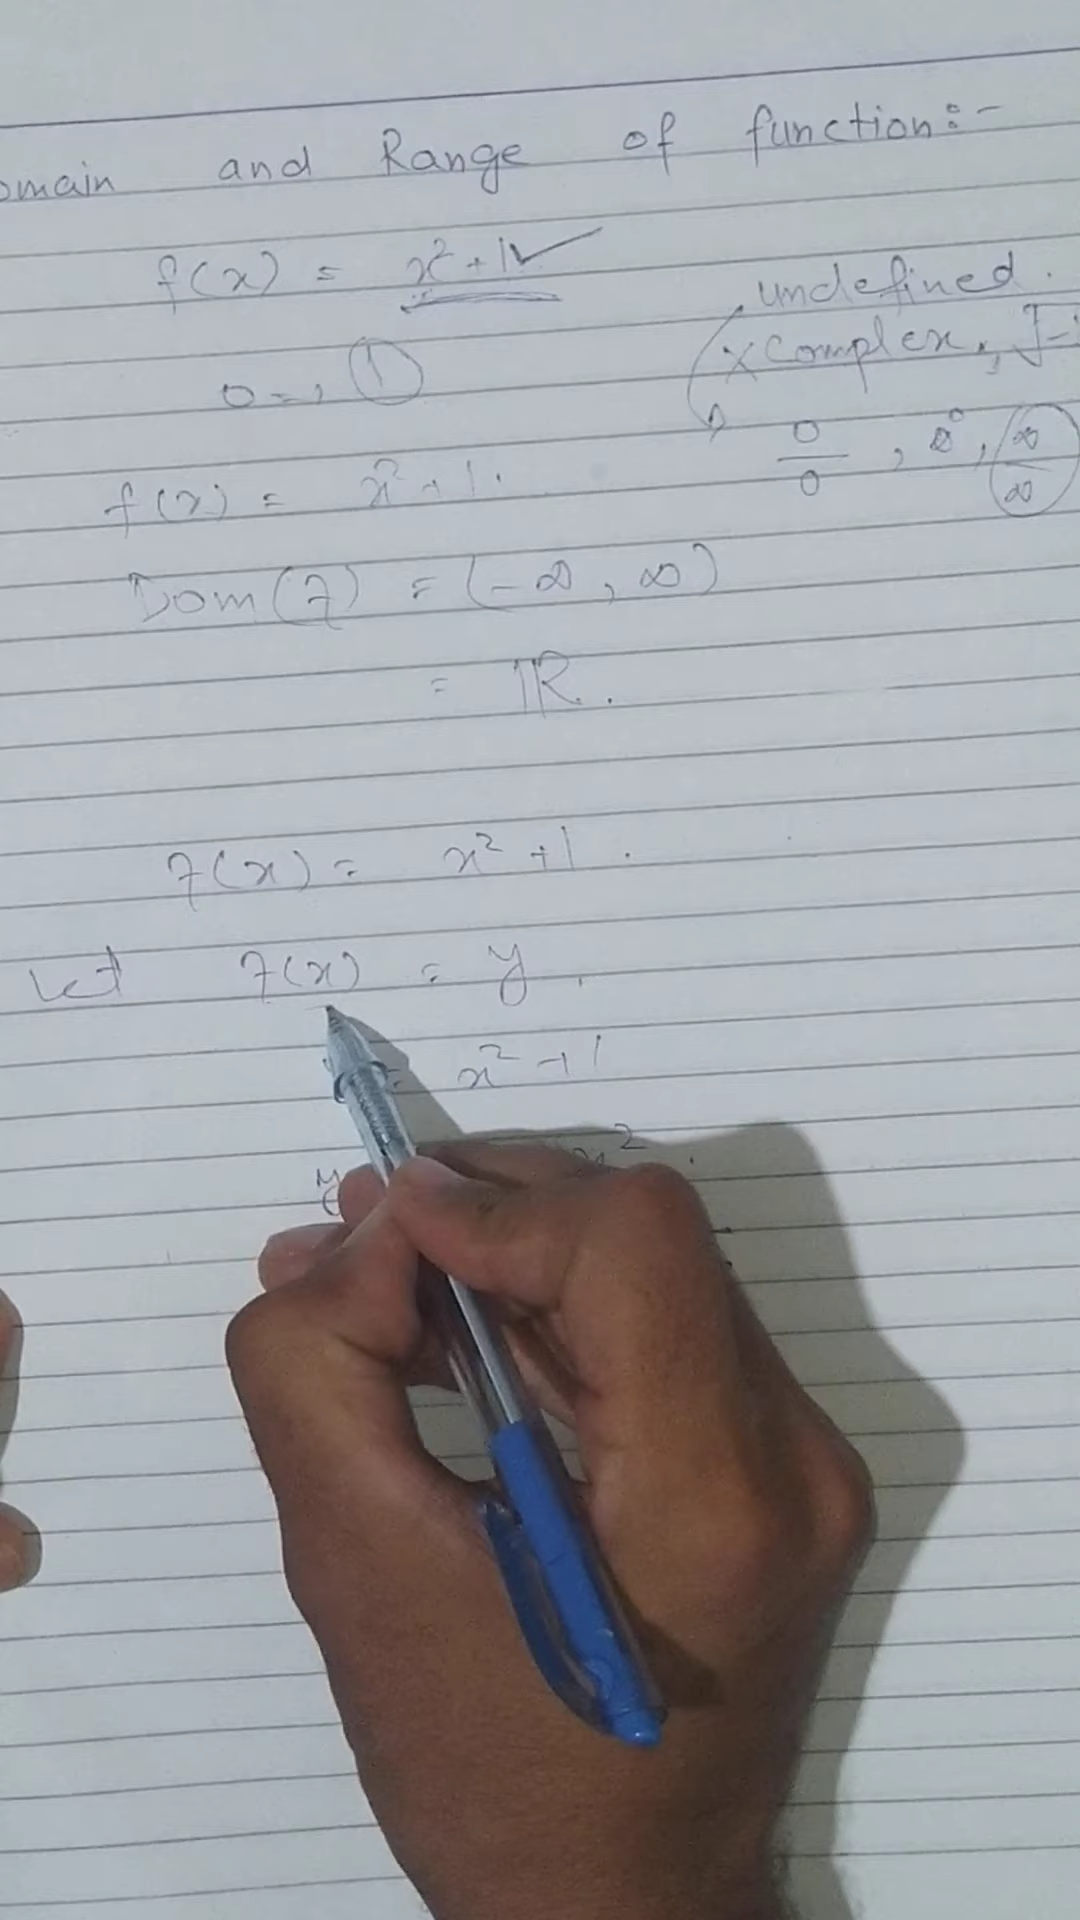 omain and Range of function:-
f(x) = x²+1 ✓
undefined.
x complex, √-
0 = , 1
0/0 , ∞/∞
f(x) = x²+1.
Dom(f) = (-∞, ∞)
= ℝ.
f(x) = x²+1.
Let f(x) = y.
= x²+1
y x².